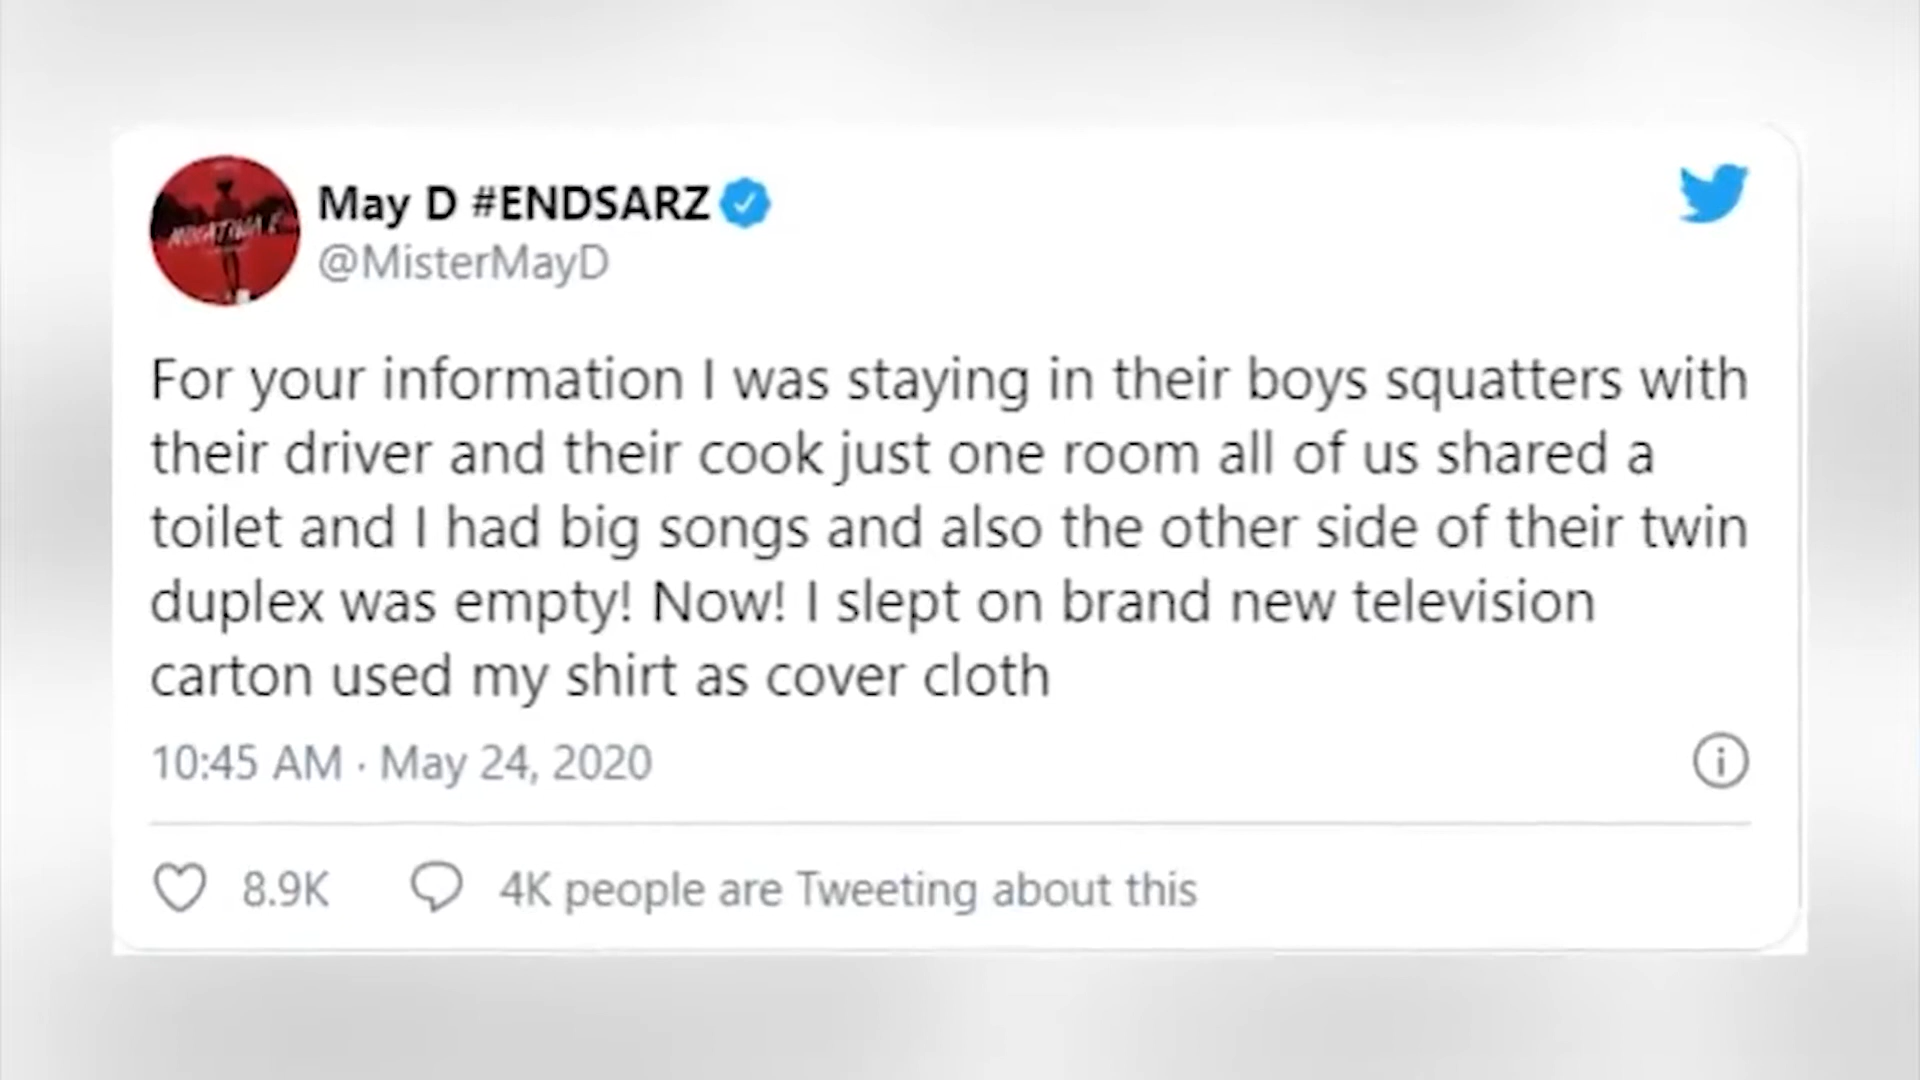 May D #ENDSARZ
@MisterMayD
For your information I was staying in their boys squatters with
their driver and their cook just one room all of us shared a
toilet and I had big songs and also the other side of their twin
duplex was empty! Now! I slept on brand new television
carton used my shirt as cover cloth
10:45 AM · May 24, 2020
8.9K 4K people are Tweeting about this